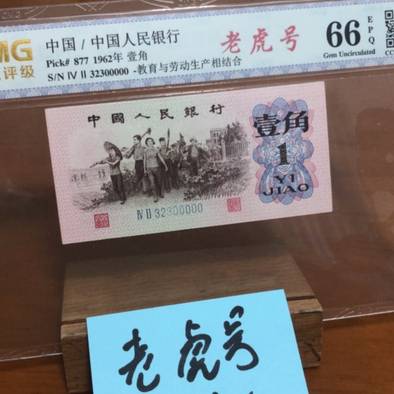 MG
评级
中国 / 中国人民银行
Pick# 877 1962年 壹角
S/N IV II 32300000 -教育与劳动生产相结合
老虎号
66 EPQ
Gem Uncirculated
中國人民銀行
壹角
1
YI
JIAO
IV II 32300000
老虎号